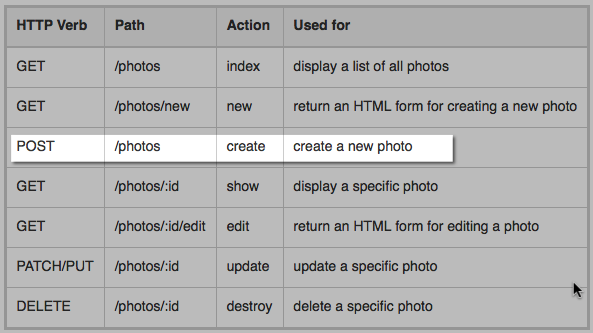 HTTP Verb Path Action Used for
GET /photos index display a list of all photos
GET /photos/new new return an HTML form for creating a new photo
POST /photos create create a new photo
GET /photos/:id show display a specific photo
GET /photos/:id/edit edit return an HTML form for editing a photo
PATCH/PUT /photos/:id update update a specific photo
DELETE /photos/:id destroy delete a specific photo